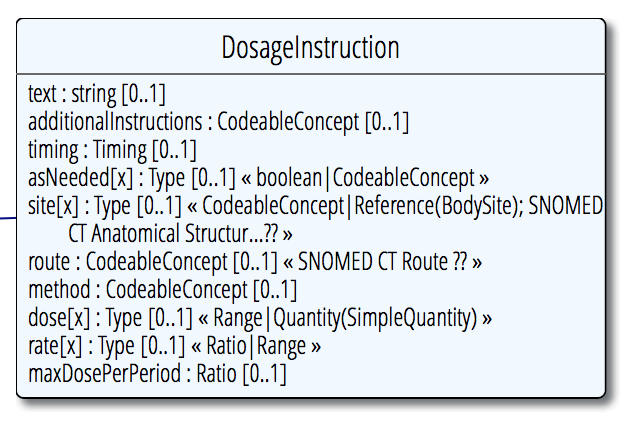 DosageInstruction
text : string [0..1]
additionalInstructions : CodeableConcept [0..1]
timing : Timing [0..1]
asNeeded[x] : Type [0..1] « boolean|CodeableConcept »
site[x] : Type [0..1] « CodeableConcept|Reference(BodySite); SNOMED
CT Anatomical Structur...?? »
route : CodeableConcept [0..1] « SNOMED CT Route ?? »
method : CodeableConcept [0..1]
dose[x] : Type [0..1] « Range|Quantity(SimpleQuantity) »
rate[x] : Type [0..1] « Ratio|Range »
maxDosePerPeriod : Ratio [0..1]